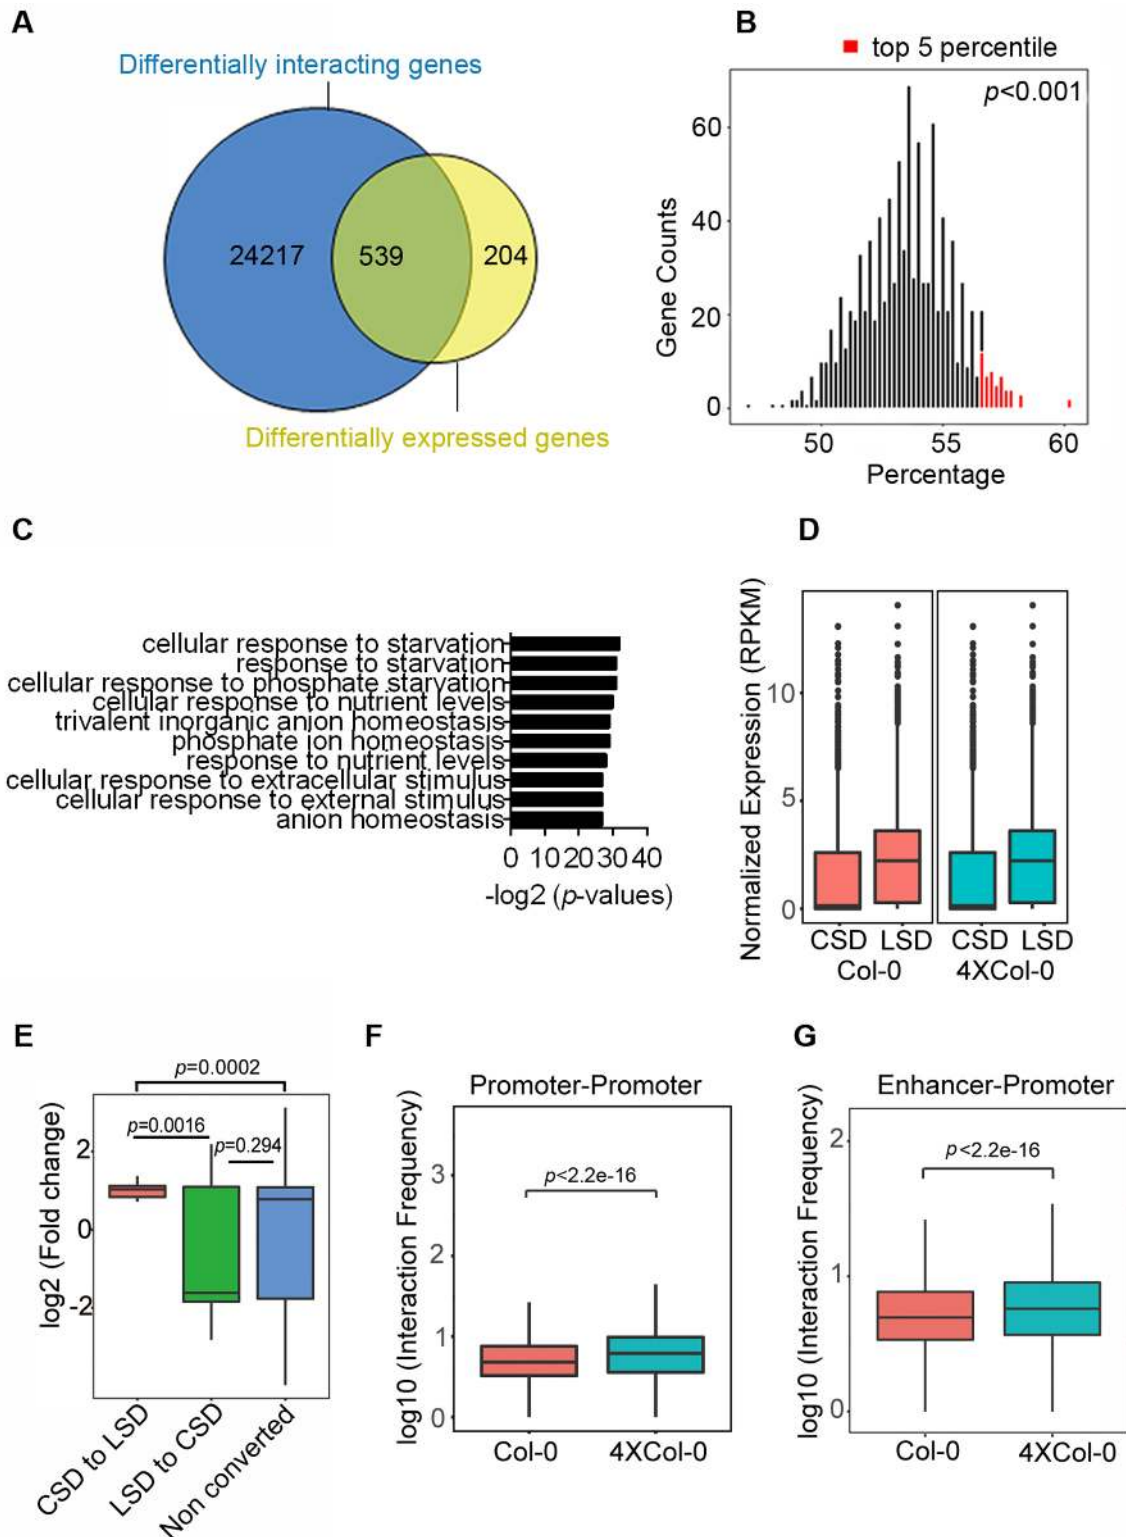 A
Differentially interacting genes
24217
539
204
Differentially expressed genes
B
top 5 percentile
p<0.001
Gene Counts
60
40
20
0
50
55
60
Percentage
C
cellular response to starvation
response to starvation
cellular response to phosphate starvation
cellular response to nutrient levels
trivalent inorganic anion homeostasis
phosphate ion homeostasis
response to nutrient levels
cellular response to extracellular stimulus
cellular response to external stimulus
anion homeostasis
0 10 20 30 40
-log2 (p-values)
D
Normalized Expression (RPKM)
10
5
0
CSD LSD
Col-0
CSD LSD
4XCol-0
E
log2 (Fold change)
p=0.0002
p=0.0016
p=0.294
2
0
-2
CSD to LSD
LSD to CSD
Non converted
F
Promoter-Promoter
log10 (Interaction Frequency)
p<2.2e-16
3
2
1
0
Col-0
4XCol-0
G
Enhancer-Promoter
log10 (Interaction Frequency)
p<2.2e-16
2
1
0
Col-0
4XCol-0